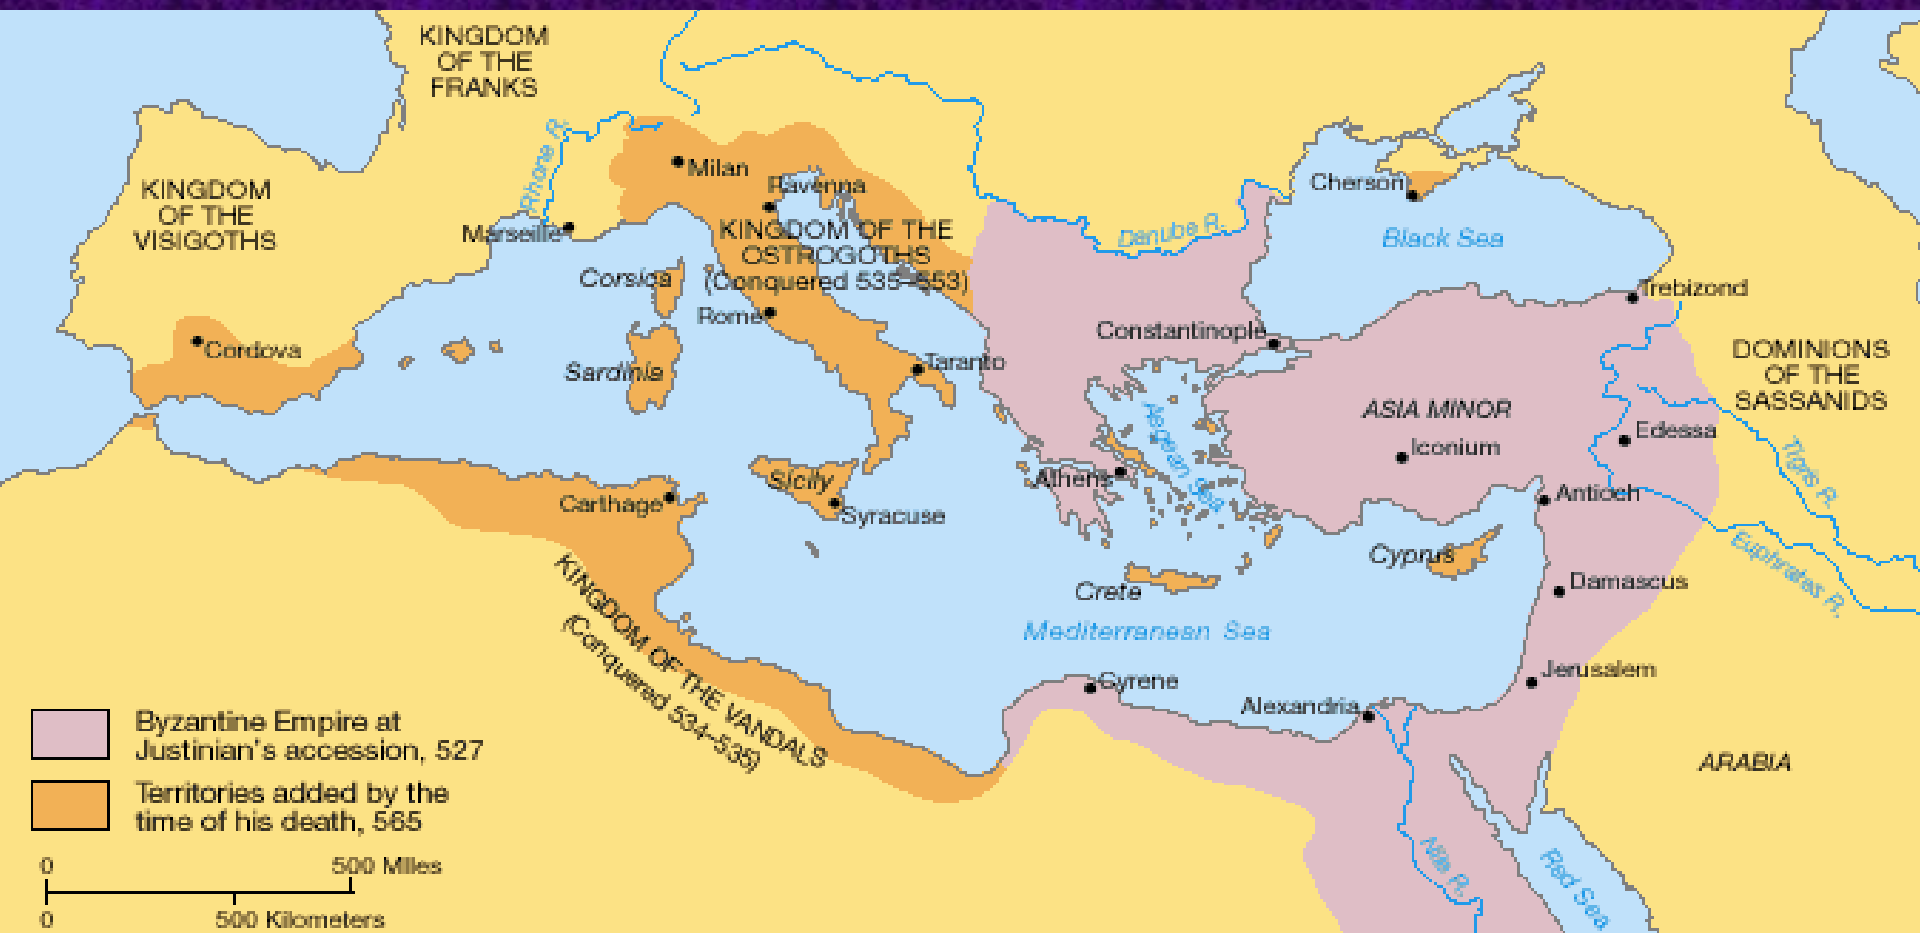 KINGDOM
OF THE
FRANKS
KINGDOM
OF THE
VISIGOTHS
Rhone R.
Milan
Ravenna
Marseille
KINGDOM OF THE
OSTROGOTHS
(Conquered 535–553)
Corsica
Rome
Sardinia
Taranto
Cordova
Danube R.
Cherson
Black Sea
Trebizond
Constantinople
DOMINIONS
OF THE
SASSANIDS
ASIA MINOR
Iconium
Edessa
Aegean Sea
Athens
Antioch
Tigris R.
Euphrates R.
Carthage
Sicily
Syracuse
Crete
Cyprus
Damascus
Mediterranean Sea
KINGDOM OF THE VANDALS
(Conquered 534–535)
Cyrene
Alexandria
Jerusalem
ARABIA
Nile R.
Red Sea
Byzantine Empire at
Justinian's accession, 527
Territories added by the
time of his death, 565
0 500 Miles
0 500 Kilometers